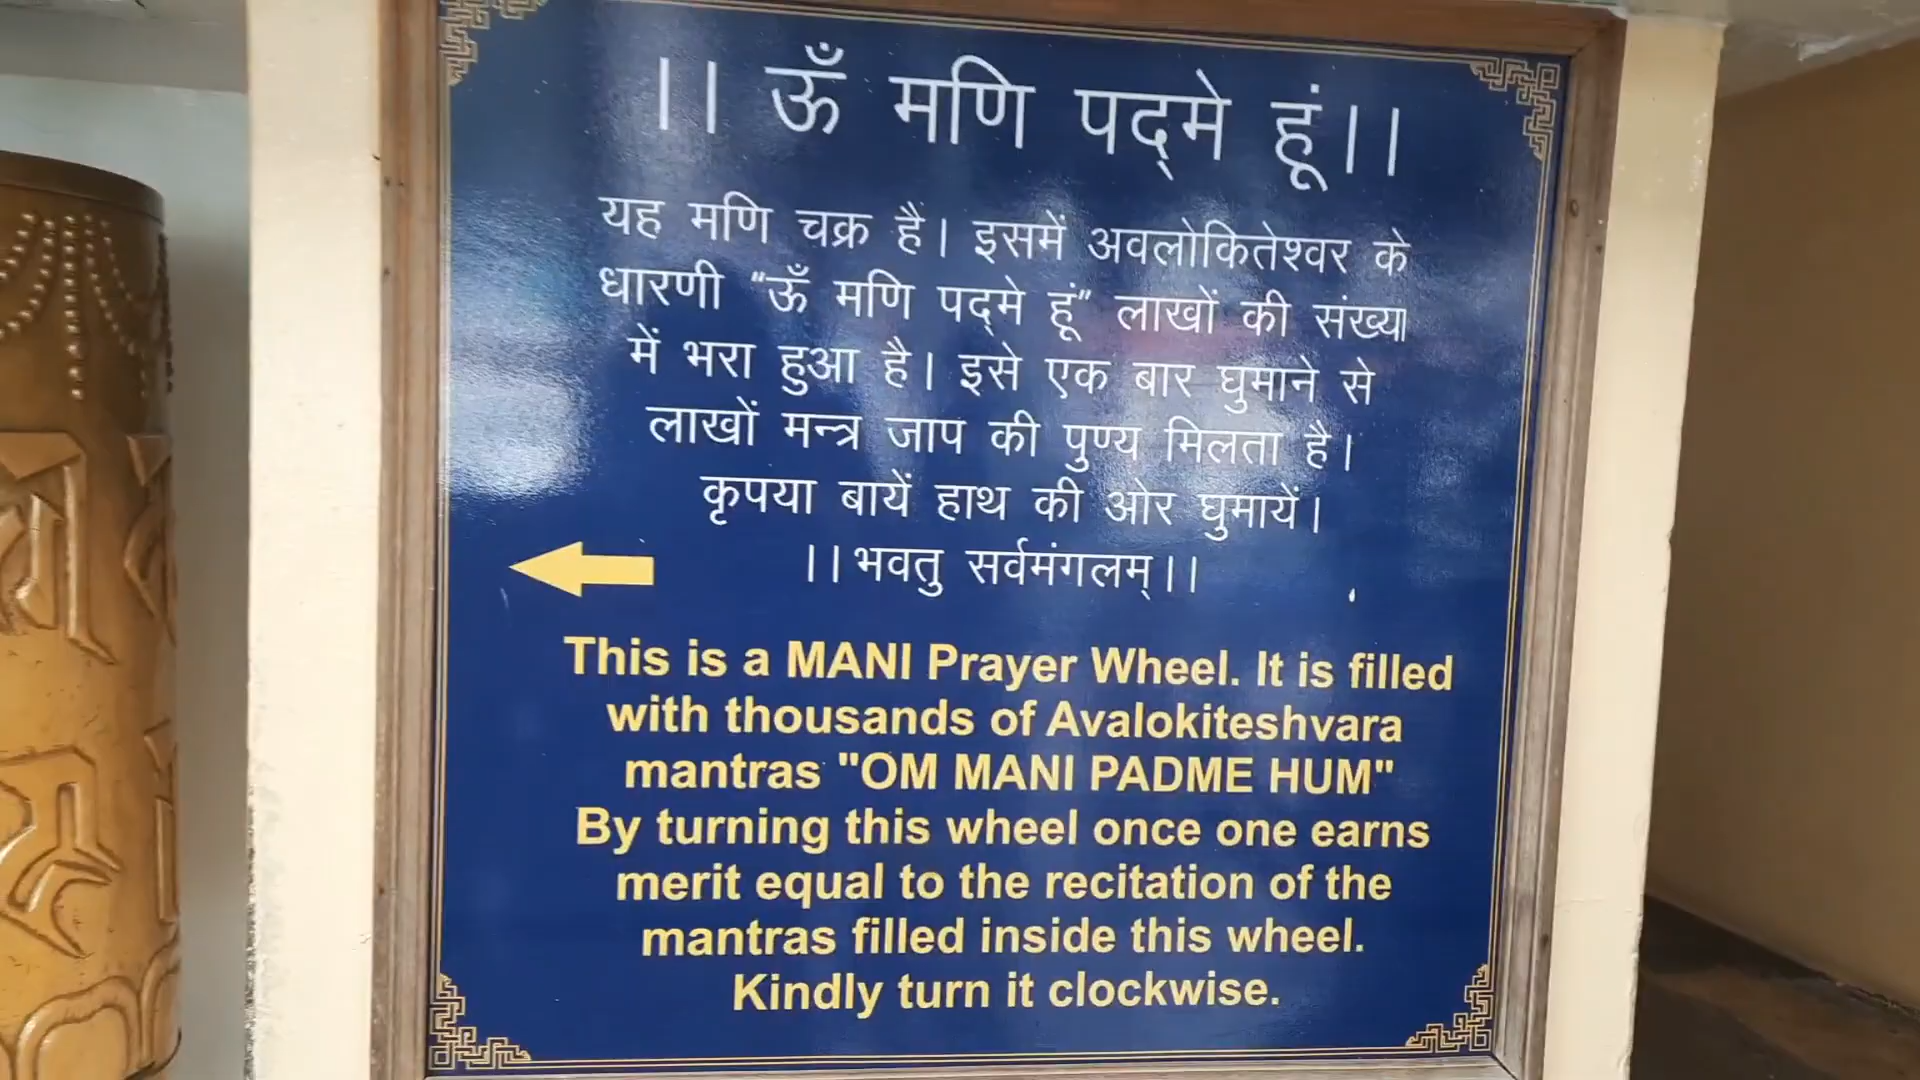 ।। ऊँ मणि पद्‌मे हूं।।
यह मणि चक्र है। इसमें अवलोकितेश्वर के
धारणी "ऊँ मणि पद्‌मे हूं" लाखों की संख्या
में भरा हुआ है। इसे एक बार घुमाने से
लाखों मन्त्र जाप की पुण्य मिलता है।
कृपया बायें हाथ की ओर घुमायें।
।।भवतु सर्वमंगलम्।।
This is a MANI Prayer Wheel. It is filled
with thousands of Avalokiteshvara
mantras "OM MANI PADME HUM"
By turning this wheel once one earns
merit equal to the recitation of the
mantras filled inside this wheel.
Kindly turn it clockwise.